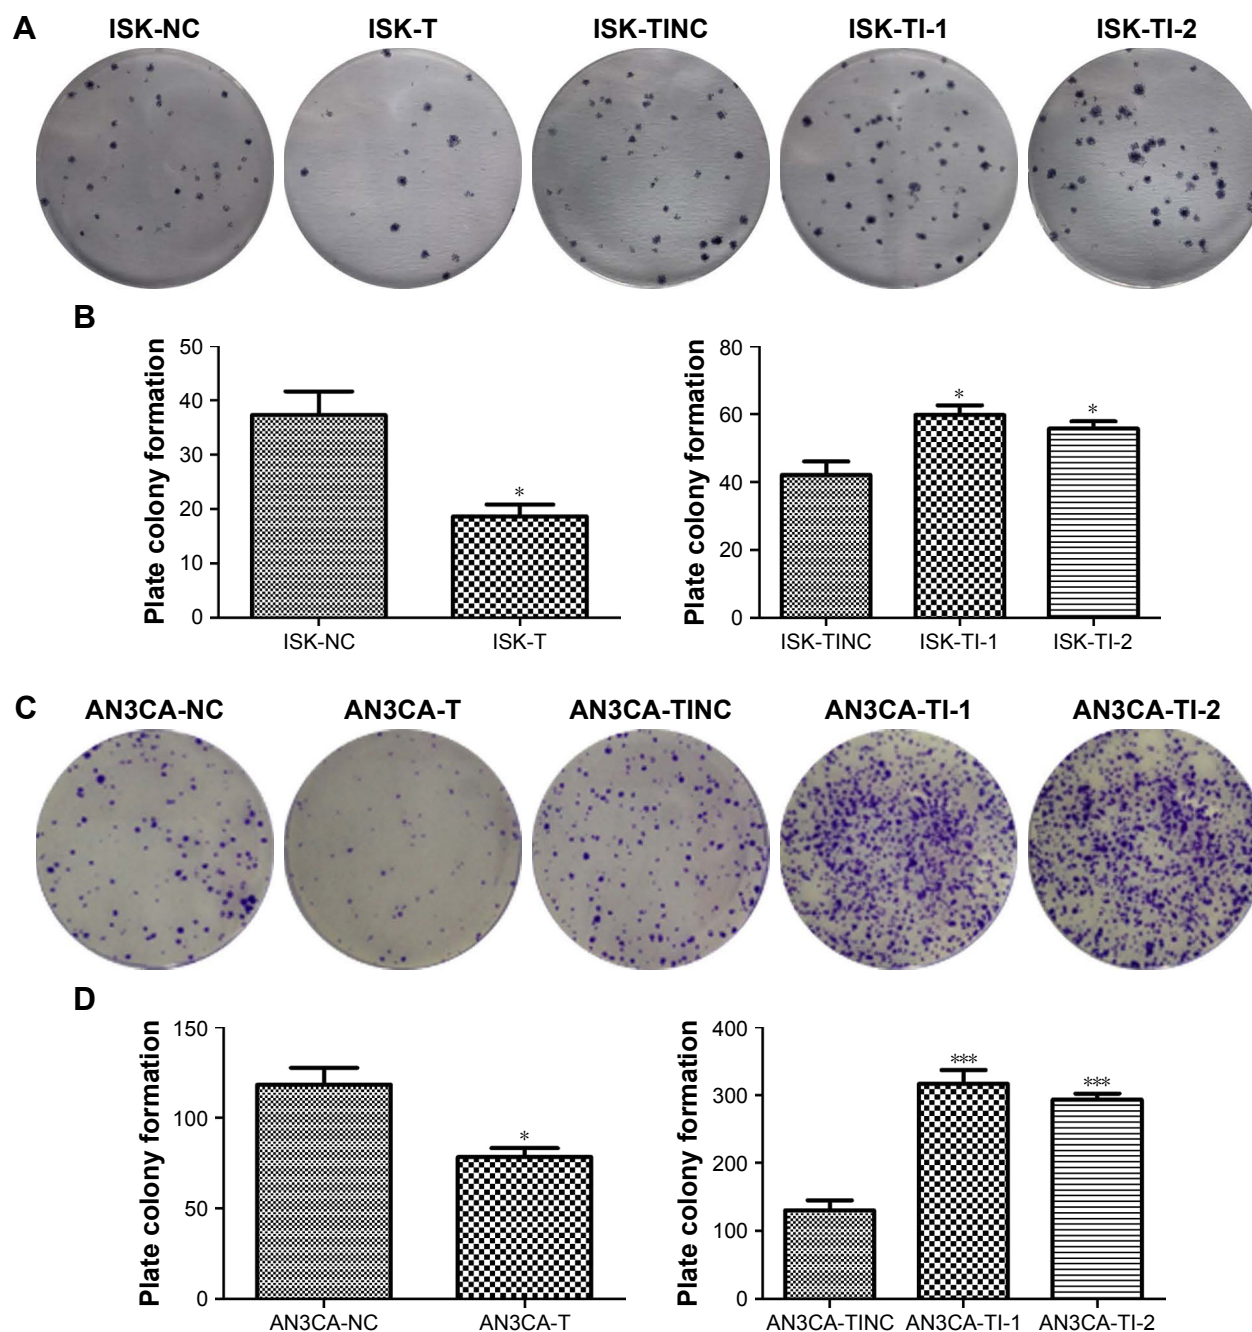 A
ISK-NC ISK-T ISK-TINC ISK-TI-1 ISK-TI-2
B
Plate colony formation
50
40
30
20
10
0
*
ISK-NC ISK-T
Plate colony formation
80
60
40
20
0
* *
ISK-TINC ISK-TI-1 ISK-TI-2
C
AN3CA-NC AN3CA-T AN3CA-TINC AN3CA-TI-1 AN3CA-TI-2
D
Plate colony formation
150
100
50
0
*
AN3CA-NC AN3CA-T
Plate colony formation
400
300
200
100
0
*** ***
AN3CA-TINC AN3CA-TI-1 AN3CA-TI-2